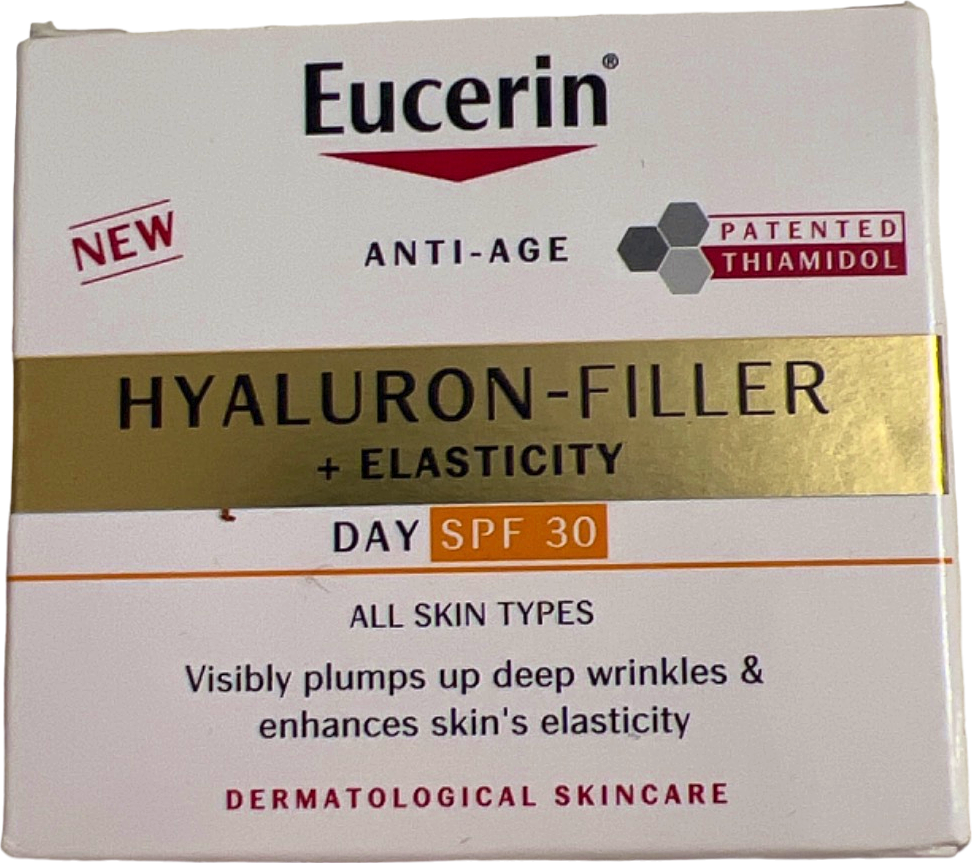 Eucerin®
NEW
ANTI-AGE
PATENTED
THIAMIDOL
HYALURON-FILLER
+ ELASTICITY
DAY SPF 30
ALL SKIN TYPES
Visibly plumps up deep wrinkles &
enhances skin's elasticity
DERMATOLOGICAL SKINCARE